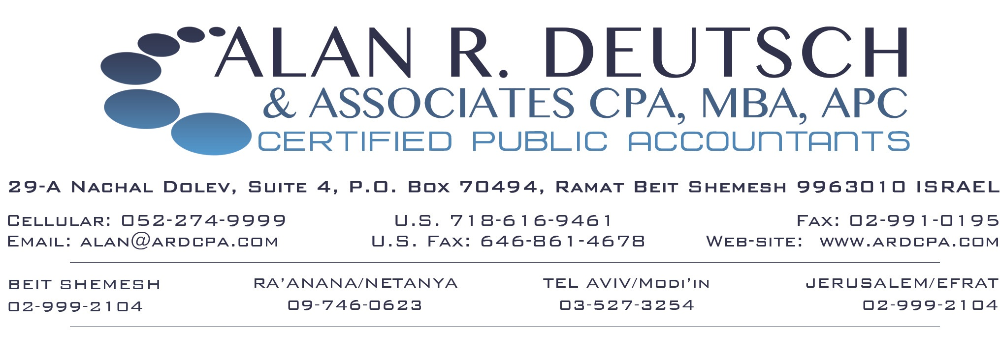 ALAN R. DEUTSCH
& ASSOCIATES CPA, MBA, APC
CERTIFIED PUBLIC ACCOUNTANTS
29-A Nachal Dolev, Suite 4, P.O. Box 70494, Ramat Beit Shemesh 9963010 ISRAEL
Cellular: 052-274-9999 U.S. 718-616-9461 Fax: 02-991-0195
Email: alan@ardcpa.com U.S. Fax: 646-861-4678 Web-site: www.ardcpa.com
BEIT SHEMESH RA'ANANA/NETANYA TEL AVIV/Modi'in JERUSALEM/EFRAT
02-999-2104 09-746-0623 03-527-3254 02-999-2104